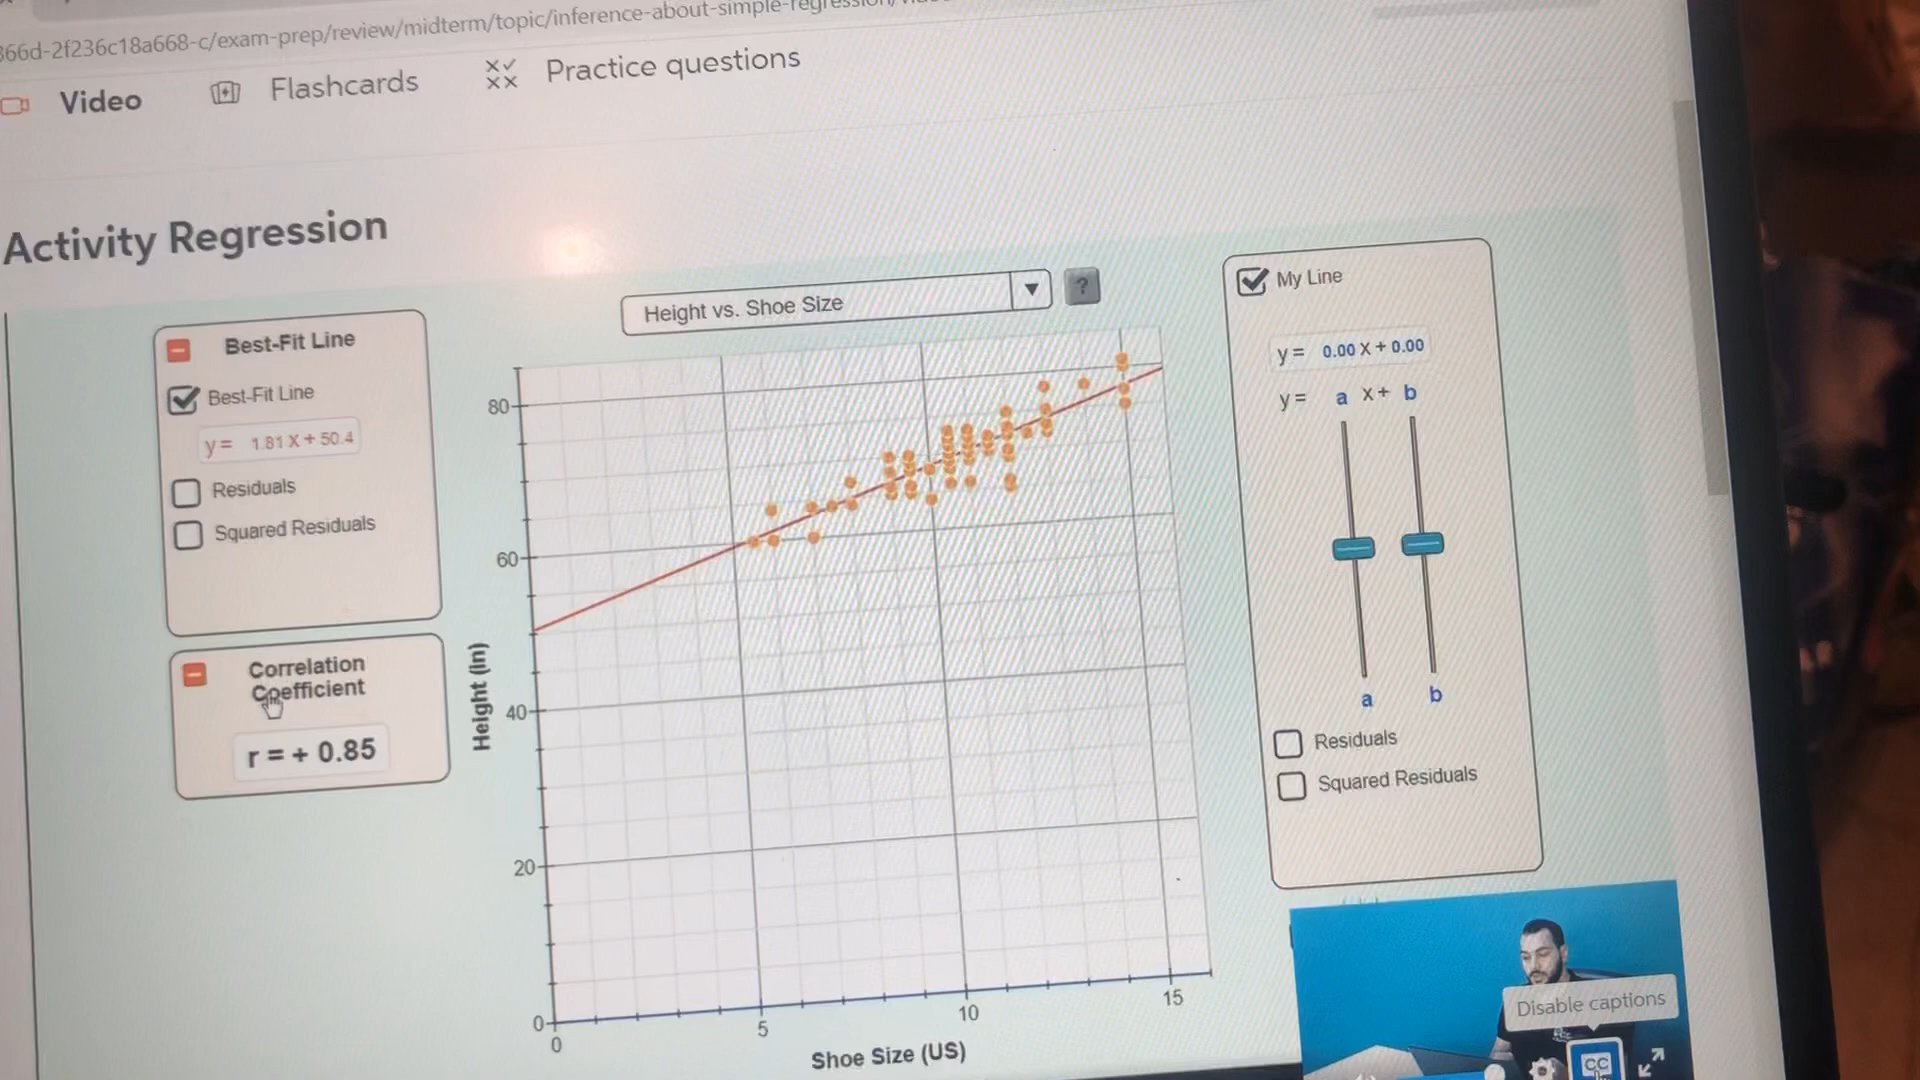 366d-2f236c18a668-c/exam-prep/review/midterm/topic/inference-about-simple-regression/
Video
Flashcards
Practice questions
Activity Regression
Height vs. Shoe Size
?
Best-Fit Line
Best-Fit Line
y = 1.81 X + 50.4
Residuals
Squared Residuals
Correlation
Coefficient
r = + 0.85
80
60
40
20
0
Height (in)
0
5
10
15
Shoe Size (US)
My Line
y = 0.00 X + 0.00
y = a x + b
a
b
Residuals
Squared Residuals
Disable captions
CC